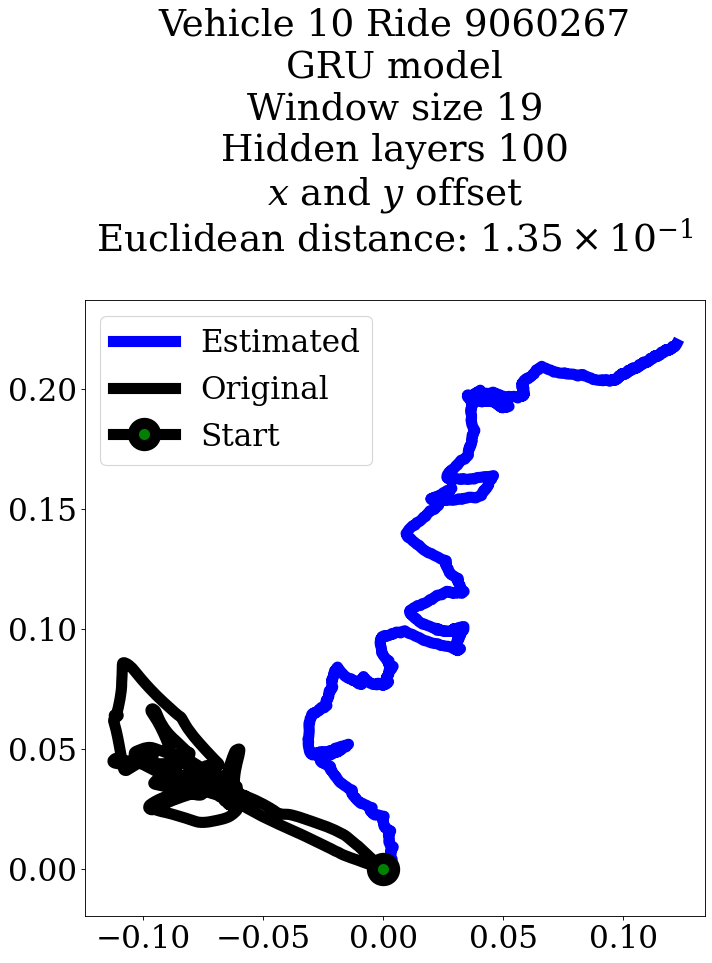 Vehicle 10 Ride 9060267
GRU model
Window size 19
Hidden layers 100
x and y offset
Euclidean distance: 1.35 × 10⁻¹
Estimated
Original
Start
0.20
0.15
0.10
0.05
0.00
−0.10 −0.05 0.00 0.05 0.10